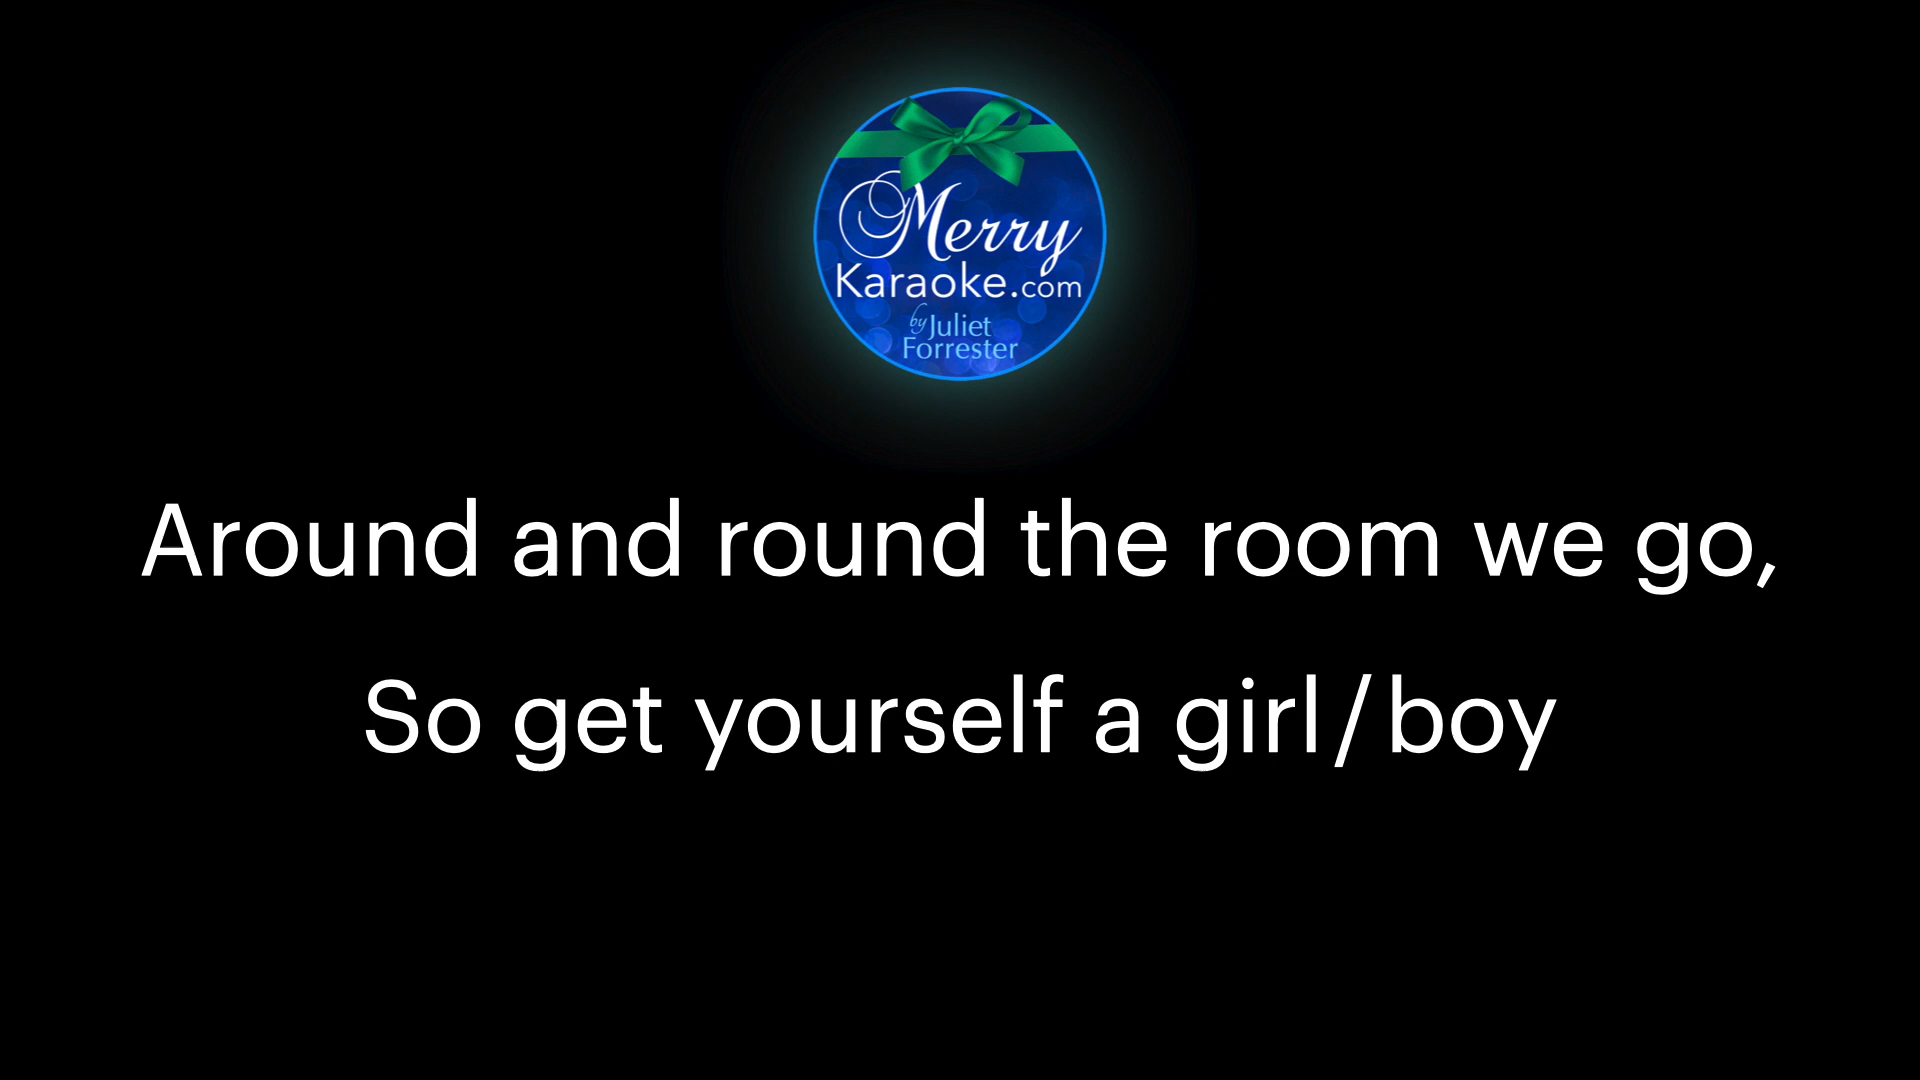 Merry
Karaoke.com
by Juliet
Forrester
Around and round the room we go,
So get yourself a girl/boy